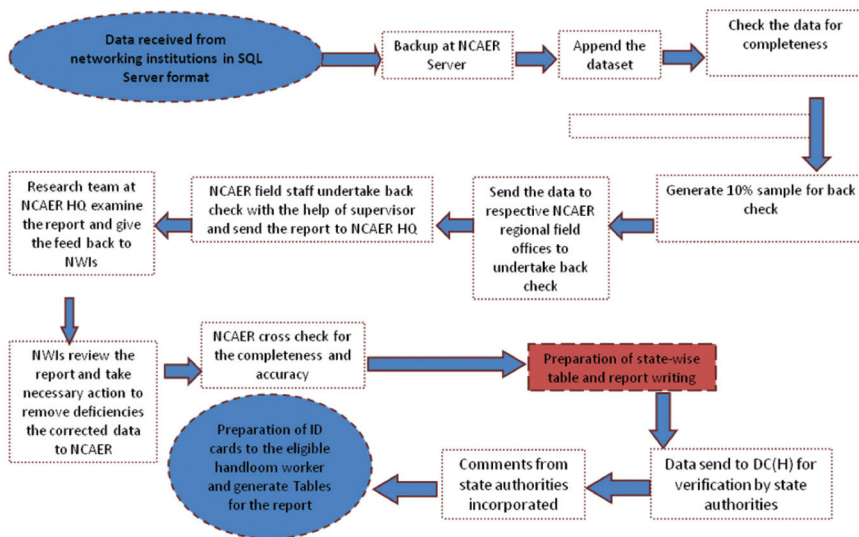 Data received from
networking institutions in SQL
Server format
Backup at NCAER
Server
Append the
dataset
Check the data for
completeness
Generate 10% sample for back
check
Send the data to
respective NCAER
regional field
offices to
undertake back
check
NCAER field staff undertake back
check with the help of supervisor
and send the report to NCAER HQ
Research team at
NCAER HQ examine
the report and give
the feed back to
NWIs
NWIs review the
report and take
necessary action to
remove deficiencies
the corrected data
to NCAER
NCAER cross check for
the completeness and
accuracy
Preparation of state-wise
table and report writing
Data send to DC(H) for
verification by state
authorities
Comments from
state authorities
incorporated
Preparation of ID
cards to the eligible
handloom worker
and generate Tables
for the report